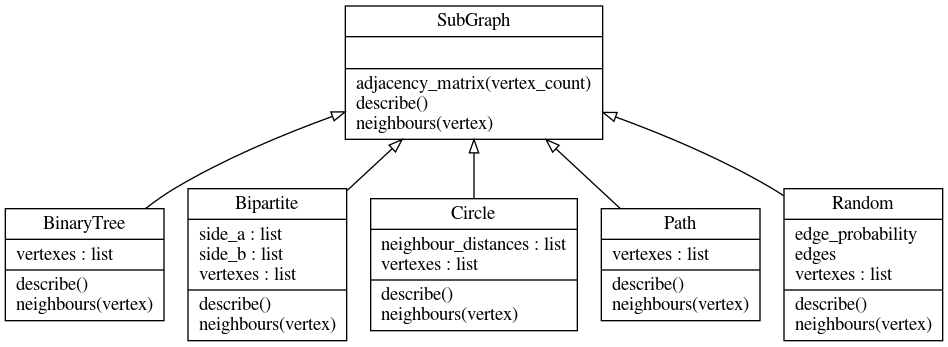 SubGraph
adjacency_matrix(vertex_count)
describe()
neighbours(vertex)
BinaryTree
vertexes : list
describe()
neighbours(vertex)
Bipartite
side_a : list
side_b : list
vertexes : list
describe()
neighbours(vertex)
Circle
neighbour_distances : list
vertexes : list
describe()
neighbours(vertex)
Path
vertexes : list
describe()
neighbours(vertex)
Random
edge_probability
edges
vertexes : list
describe()
neighbours(vertex)